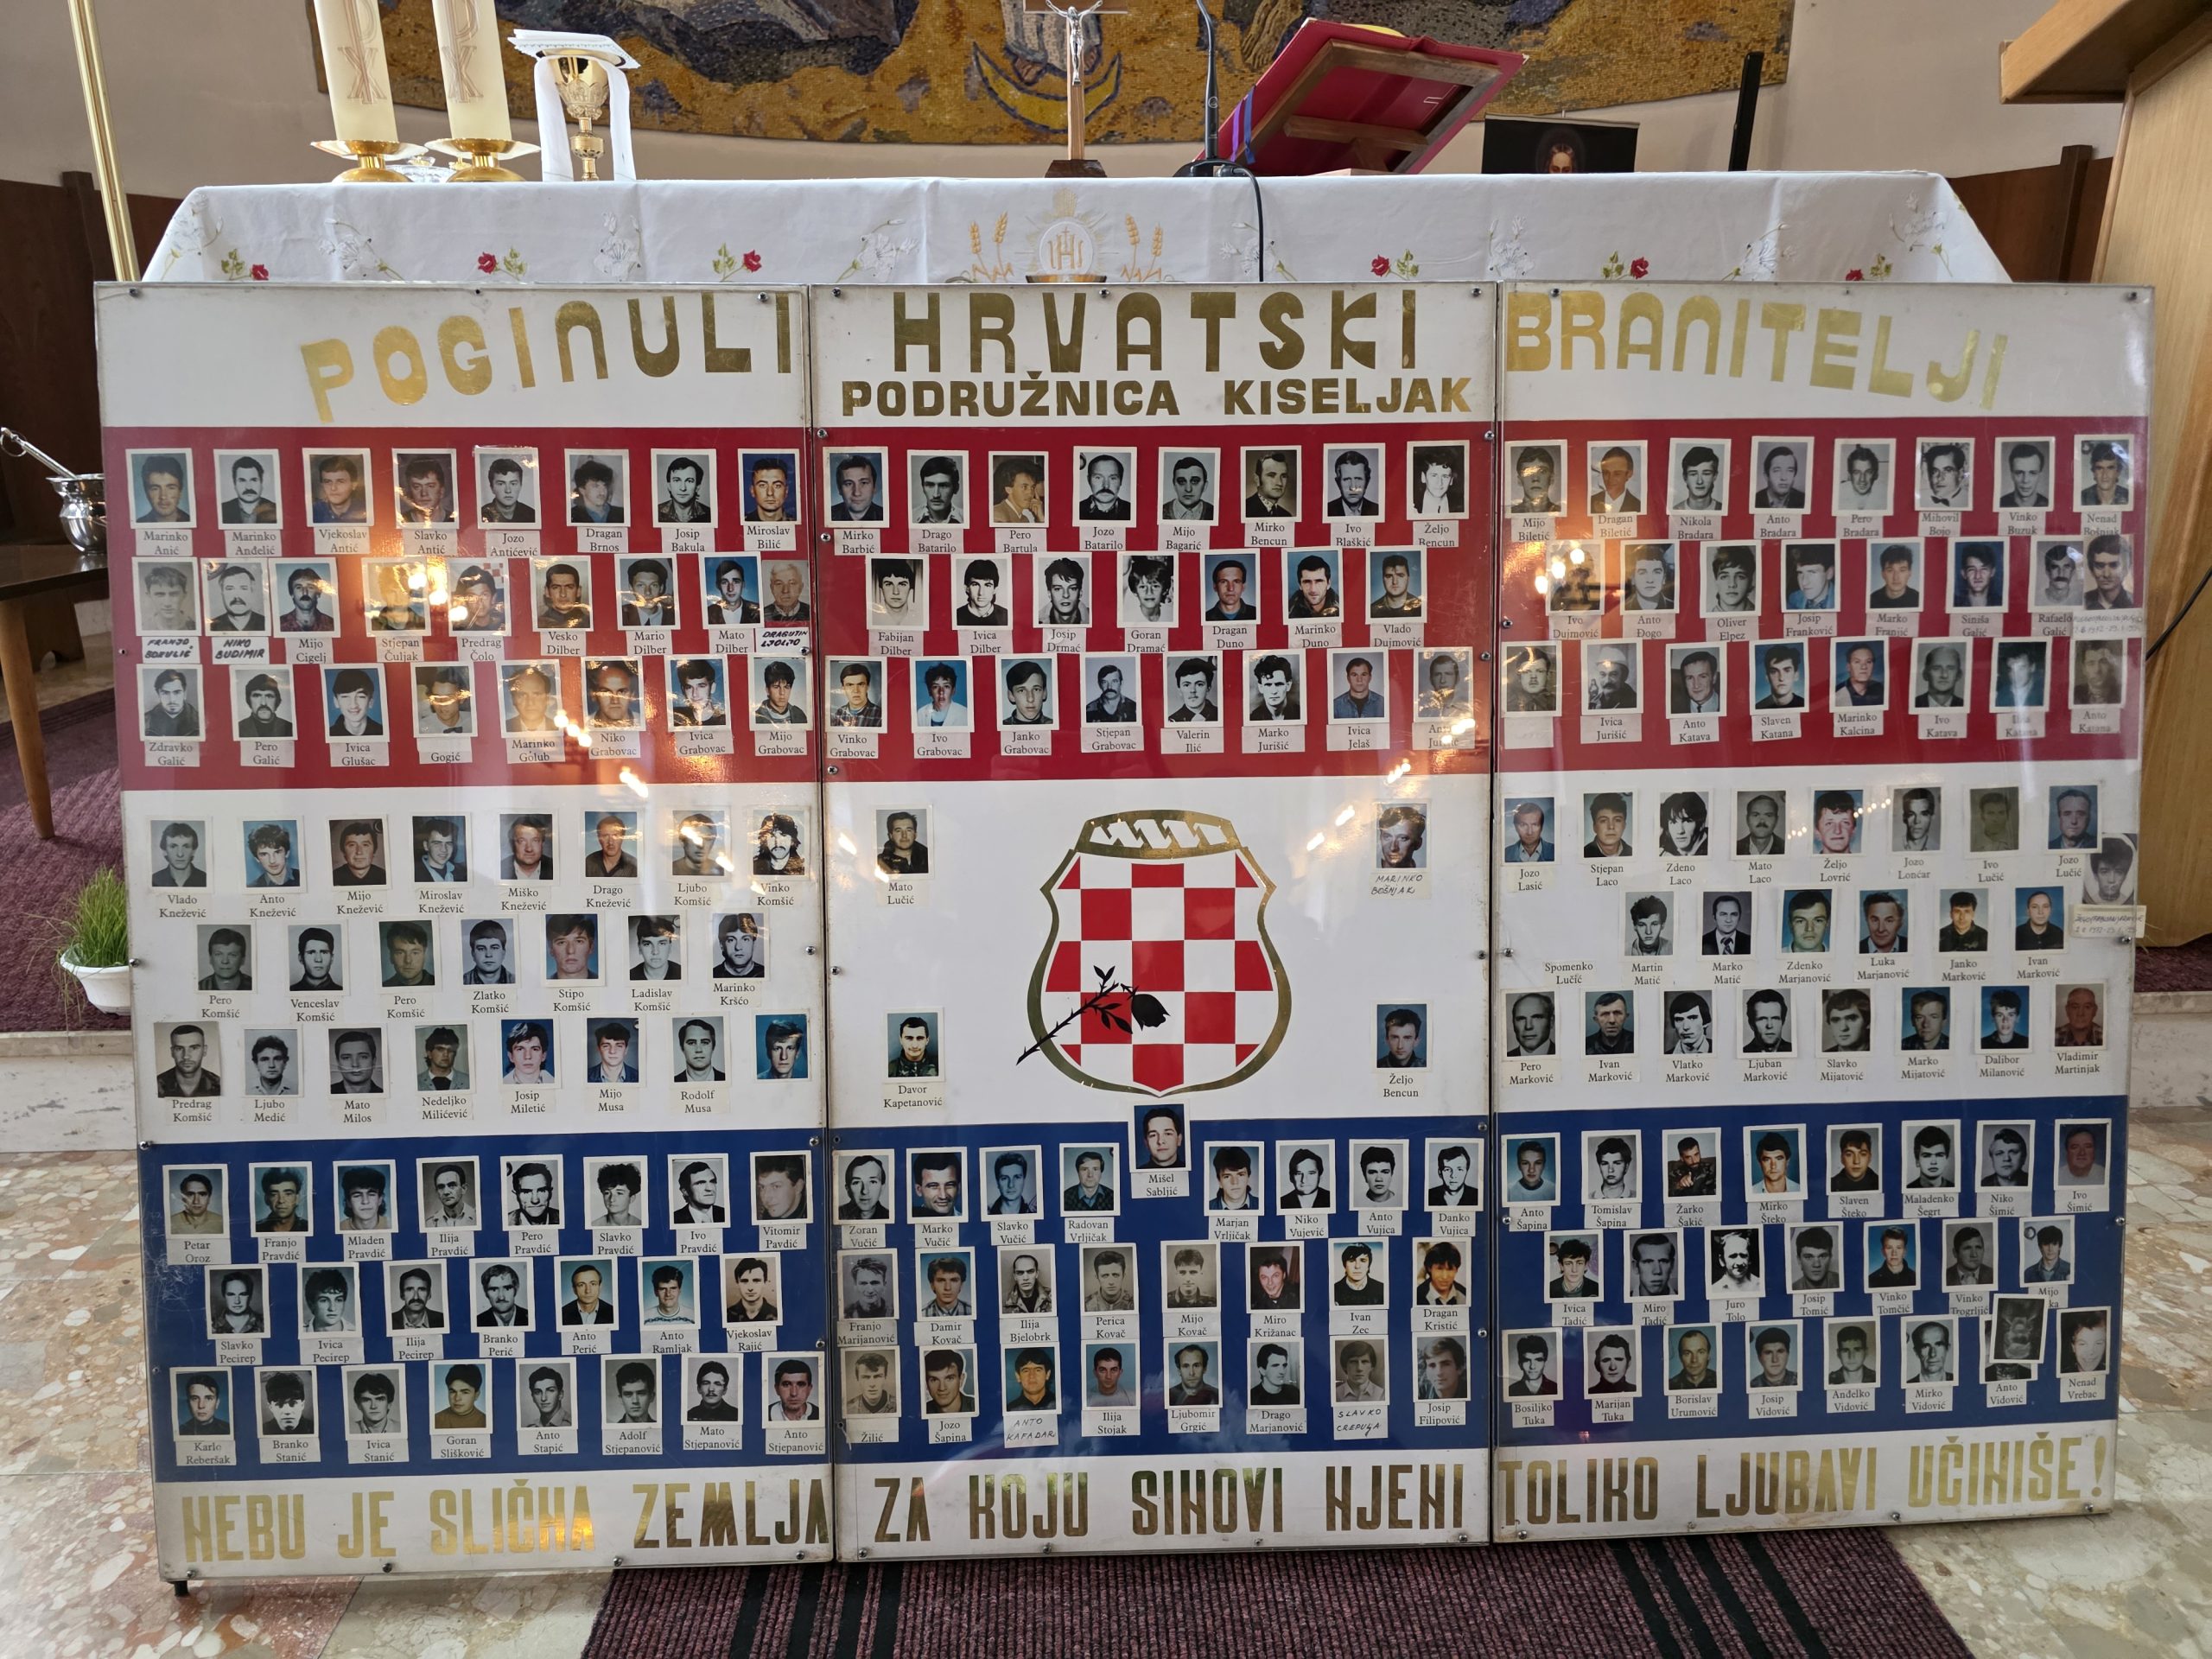 IHS
POGINULI HRVATSKI BRANITELJI
PODRUŽNICA KISELJAK
Marinko Anić
Marinko Anđelić
Vjekoslav Antić
Slavko Antić
Jozo Antičević
Dragan Brnos
Josip Bakula
Miroslav Bilić
Mirko Barbić
Drago Batarilo
Pero Bartula
Jozo Batarilo
Mijo Bagarić
Mirko Bencun
Ivo Blaškić
Željo Bencun
Mijo Biletić
Dragan Biletić
Nikola Bradara
Anto Bradara
Pero Bradara
Mihovil Bojo
Vinko Buzuk
Nenad
FRANJO
NIKO BUDIMIR
Mijo Cigelj
Stjepan Čuljak
Predrag Čolo
Vesko Dilber
Mario Dilber
Mato Dilber
DRAGUTIN
Fabijan Dilber
Ivica Dilber
Josip Drmać
Goran Dramać
Dragan Duno
Marinko Duno
Vlado Dujmović
Ivo Dujmović
Anto Đogo
Oliver Elpez
Josip Franković
Marko Franjić
Siniša Galić
Rafaelo Galić
Zdravko Galić
Pero Galić
Ivica Glušac
Gogić
Marinko Golub
Niko Grabovac
Ivica Grabovac
Mijo Grabovac
Vinko Grabovac
Ivo Grabovac
Janko Grabovac
Stjepan Grabovac
Valerin Ilić
Marko Jurišić
Ivica Jelaš
Ivica Jurišić
Anto Katava
Slaven Katana
Marinko Kalcina
Ivo Katava
Katana
Anto Katana
Vlado Knežević
Anto Knežević
Mijo Knežević
Miroslav Knežević
Miško Knežević
Drago Knežević
Ljubo Komšić
Vinko Komšić
Mato Lučić
MARINKO BOŠNJAK
Jozo Lasić
Stjepan Laco
Zdeno Laco
Mato Laco
Željo Lovrić
Jozo Lončar
Ivo Lučić
Jozo Lučić
Pero Komšić
Venceslav Komšić
Pero Komšić
Zlatko Komšić
Stipo Komšić
Ladislav Komšić
Marinko Kršćo
Spomenko Lučić
Martin Matić
Marko Matić
Zdenko Marjanović
Luka Marjanović
Janko Marković
Ivan Marković
Predrag Komšić
Ljubo Medić
Mato Milos
Nedeljko Milićević
Josip Miletić
Mijo Musa
Rodolf Musa
Davor Kapetanović
Željo Bencun
Pero Marković
Ivan Marković
Vlatko Marković
Ljuban Marković
Slavko Mijatović
Marko Mijatović
Dalibor Milanović
Vladimir Martinjak
Petar Oroz
Franjo Pravdić
Mladen Pravdić
Ilija Pravdić
Pero Pravdić
Slavko Pravdić
Ivo Pravdić
Vitomir Pavdić
Zoran Vučić
Marko Vučić
Slavko Vučić
Radovan Vrljičak
Mišel Sabljić
Marjan Vrljičak
Niko Vujević
Anto Vujica
Danko Vujica
Anto Šapina
Tomislav Šapina
Žarko Šakić
Mirko Šteko
Slaven Šteko
Maladenko Šegrt
Niko Šimić
Ivo Šimić
Slavko Pecirep
Ivica Pecirep
Ilija Pecirep
Branko Perić
Anto Perić
Anto Ramljak
Vjekoslav Rajić
Franjo Marijanović
Damir Kovač
Ilija Bjelobrk
Perica Kovač
Mijo Kovač
Miro Križanac
Ivan Zec
Dragan Kristić
Ivica Tadić
Miro Tadić
Juro Tolo
Josip Tomić
Vinko Tomčić
Vinko Trogrlić
Mijo
Karlo Reberšak
Branko Stanić
Ivica Stanić
Goran Slišković
Anto Stapić
Adolf Stjepanović
Mato Stjepanović
Anto Stjepanović
Žilić
Jozo Šapina
ANTO KAFADAR
Ilija Stojak
Ljubomir Grgić
Drago Marjanović
SLAVKO CREPULJA
Josip Filipović
Bosiljko Tuka
Marijan Tuka
Borislav Urumović
Josip Vidović
Anđelko Vidović
Mirko Vidović
Anto Vidović
Nenad Vrebac
NEBU JE SLIČNA ZEMLJA ZA KOJU SINOVI NJENI TOLIKO LJUBAVI UČINIŠE!